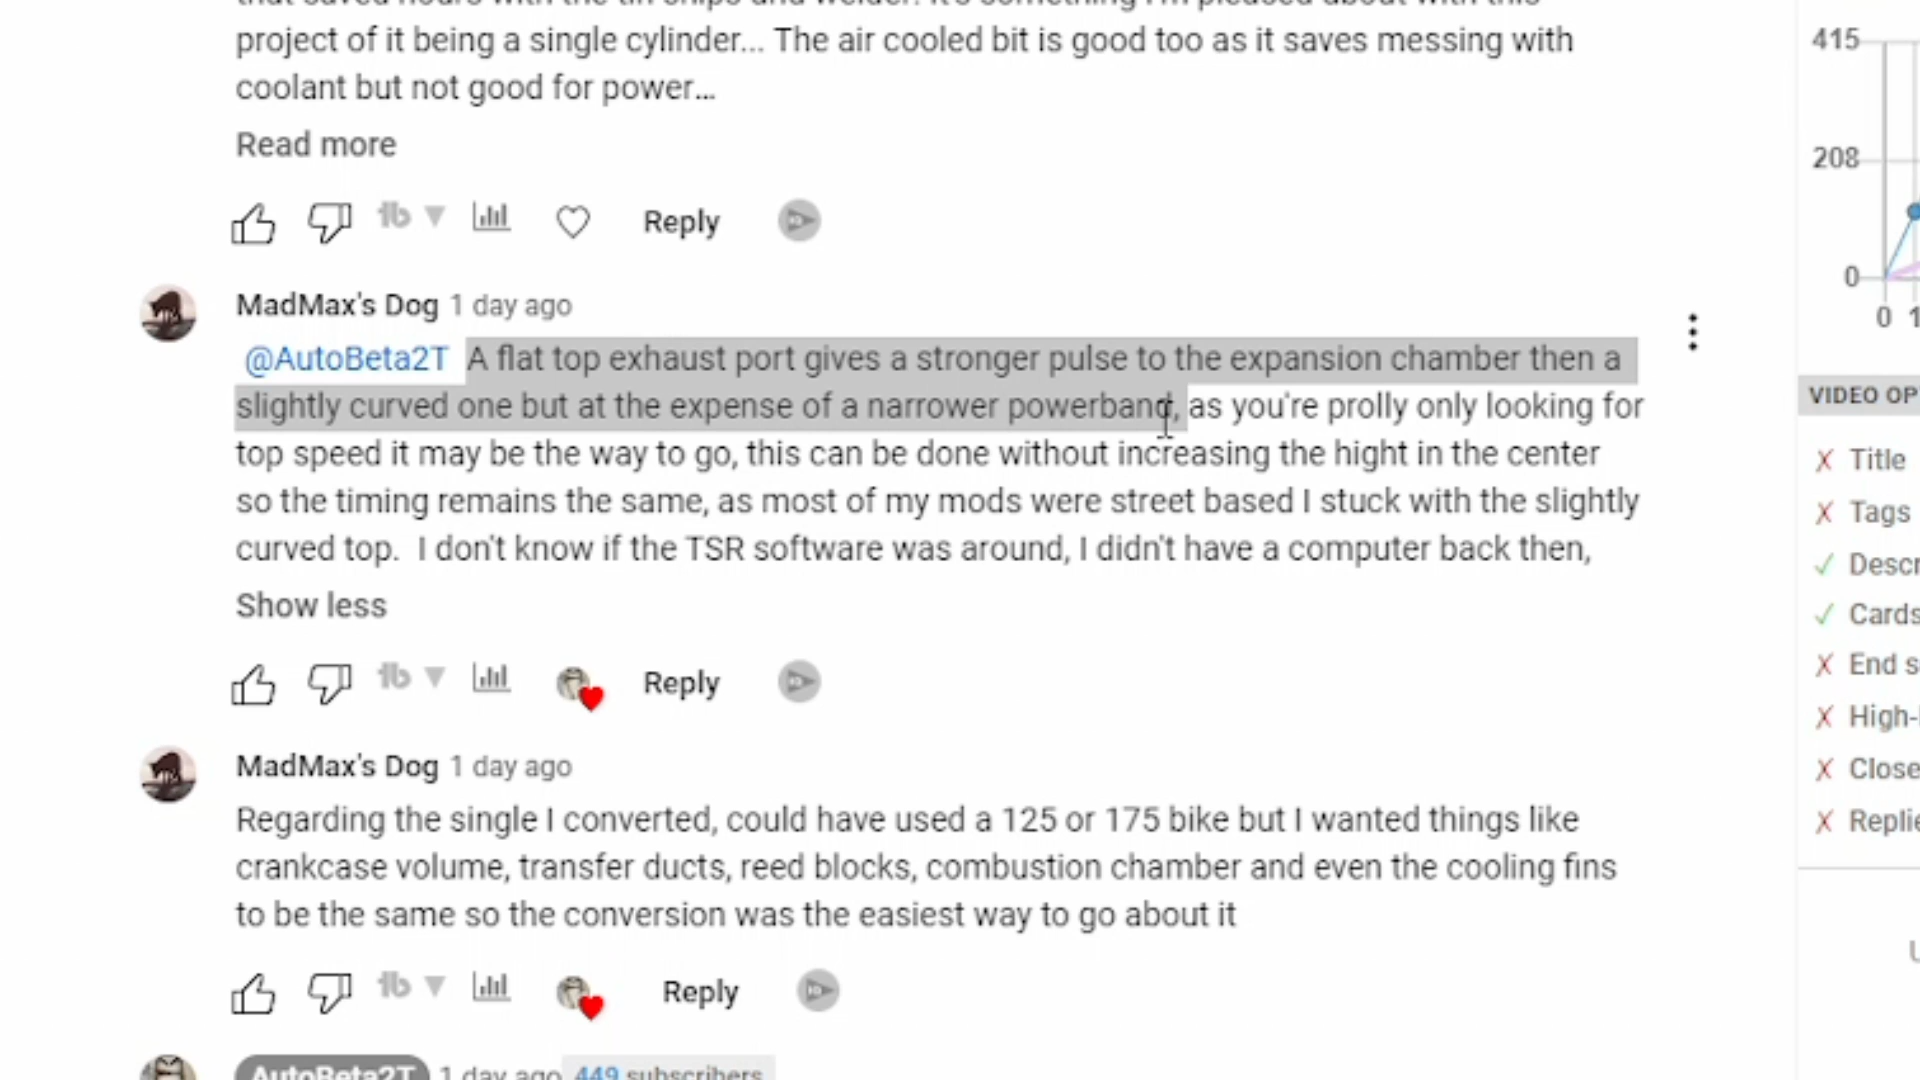 project of it being a single cylinder... The air cooled bit is good too as it saves messing with
coolant but not good for power...
Read more
Reply
MadMax's Dog 1 day ago
@AutoBeta2T A flat top exhaust port gives a stronger pulse to the expansion chamber then a
slightly curved one but at the expense of a narrower powerband, as you're prolly only looking for
top speed it may be the way to go, this can be done without increasing the hight in the center
so the timing remains the same, as most of my mods were street based I stuck with the slightly
curved top.  I don't know if the TSR software was around, I didn't have a computer back then,
Show less
Reply
MadMax's Dog 1 day ago
Regarding the single I converted, could have used a 125 or 175 bike but I wanted things like
crankcase volume, transfer ducts, reed blocks, combustion chamber and even the cooling fins
to be the same so the conversion was the easiest way to go about it
Reply
AutoBeta2T 1 day ago 449 subscribers
415
208
0
0 1
VIDEO OP
X Title
X Tags
✓ Descr
✓ Cards
X End s
X High-
X Close
X Replie